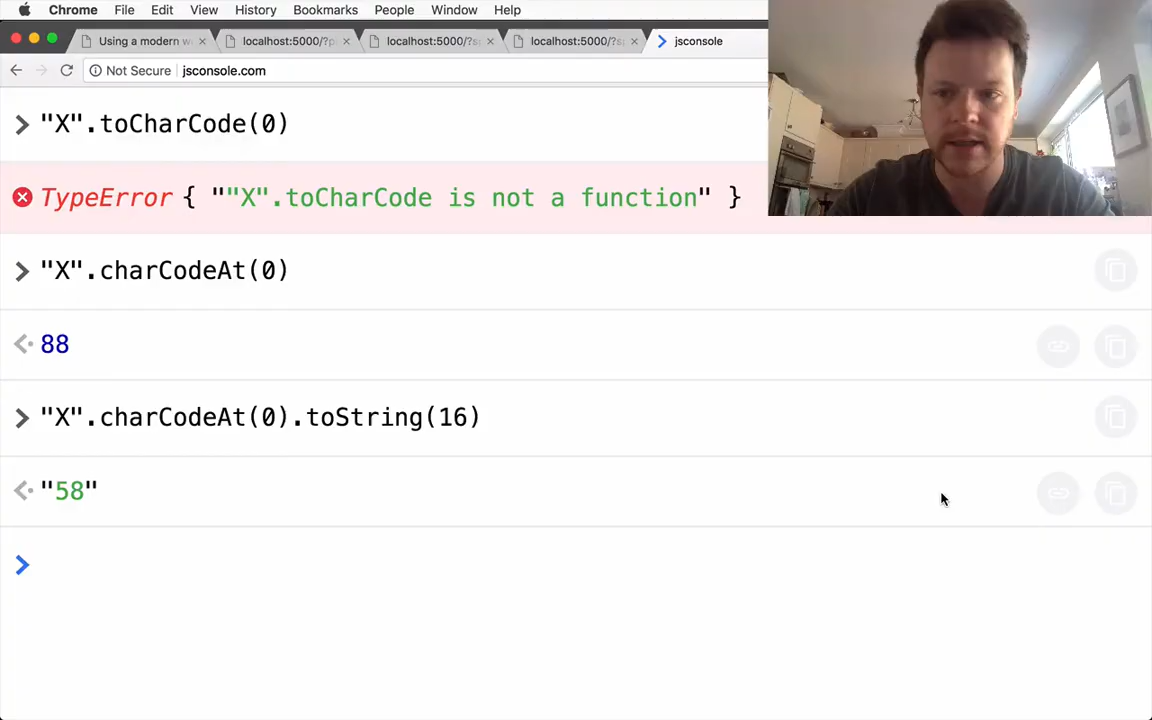 Chrome File Edit View History Bookmarks People Window Help
Using a modern w localhost:5000/?p localhost:5000/?s localhost:5000/?s jsconsole
Not Secure jsconsole.com
> "X".toCharCode(0)
TypeError { ""X".toCharCode is not a function" }
> "X".charCodeAt(0)
88
> "X".charCodeAt(0).toString(16)
"58"
>